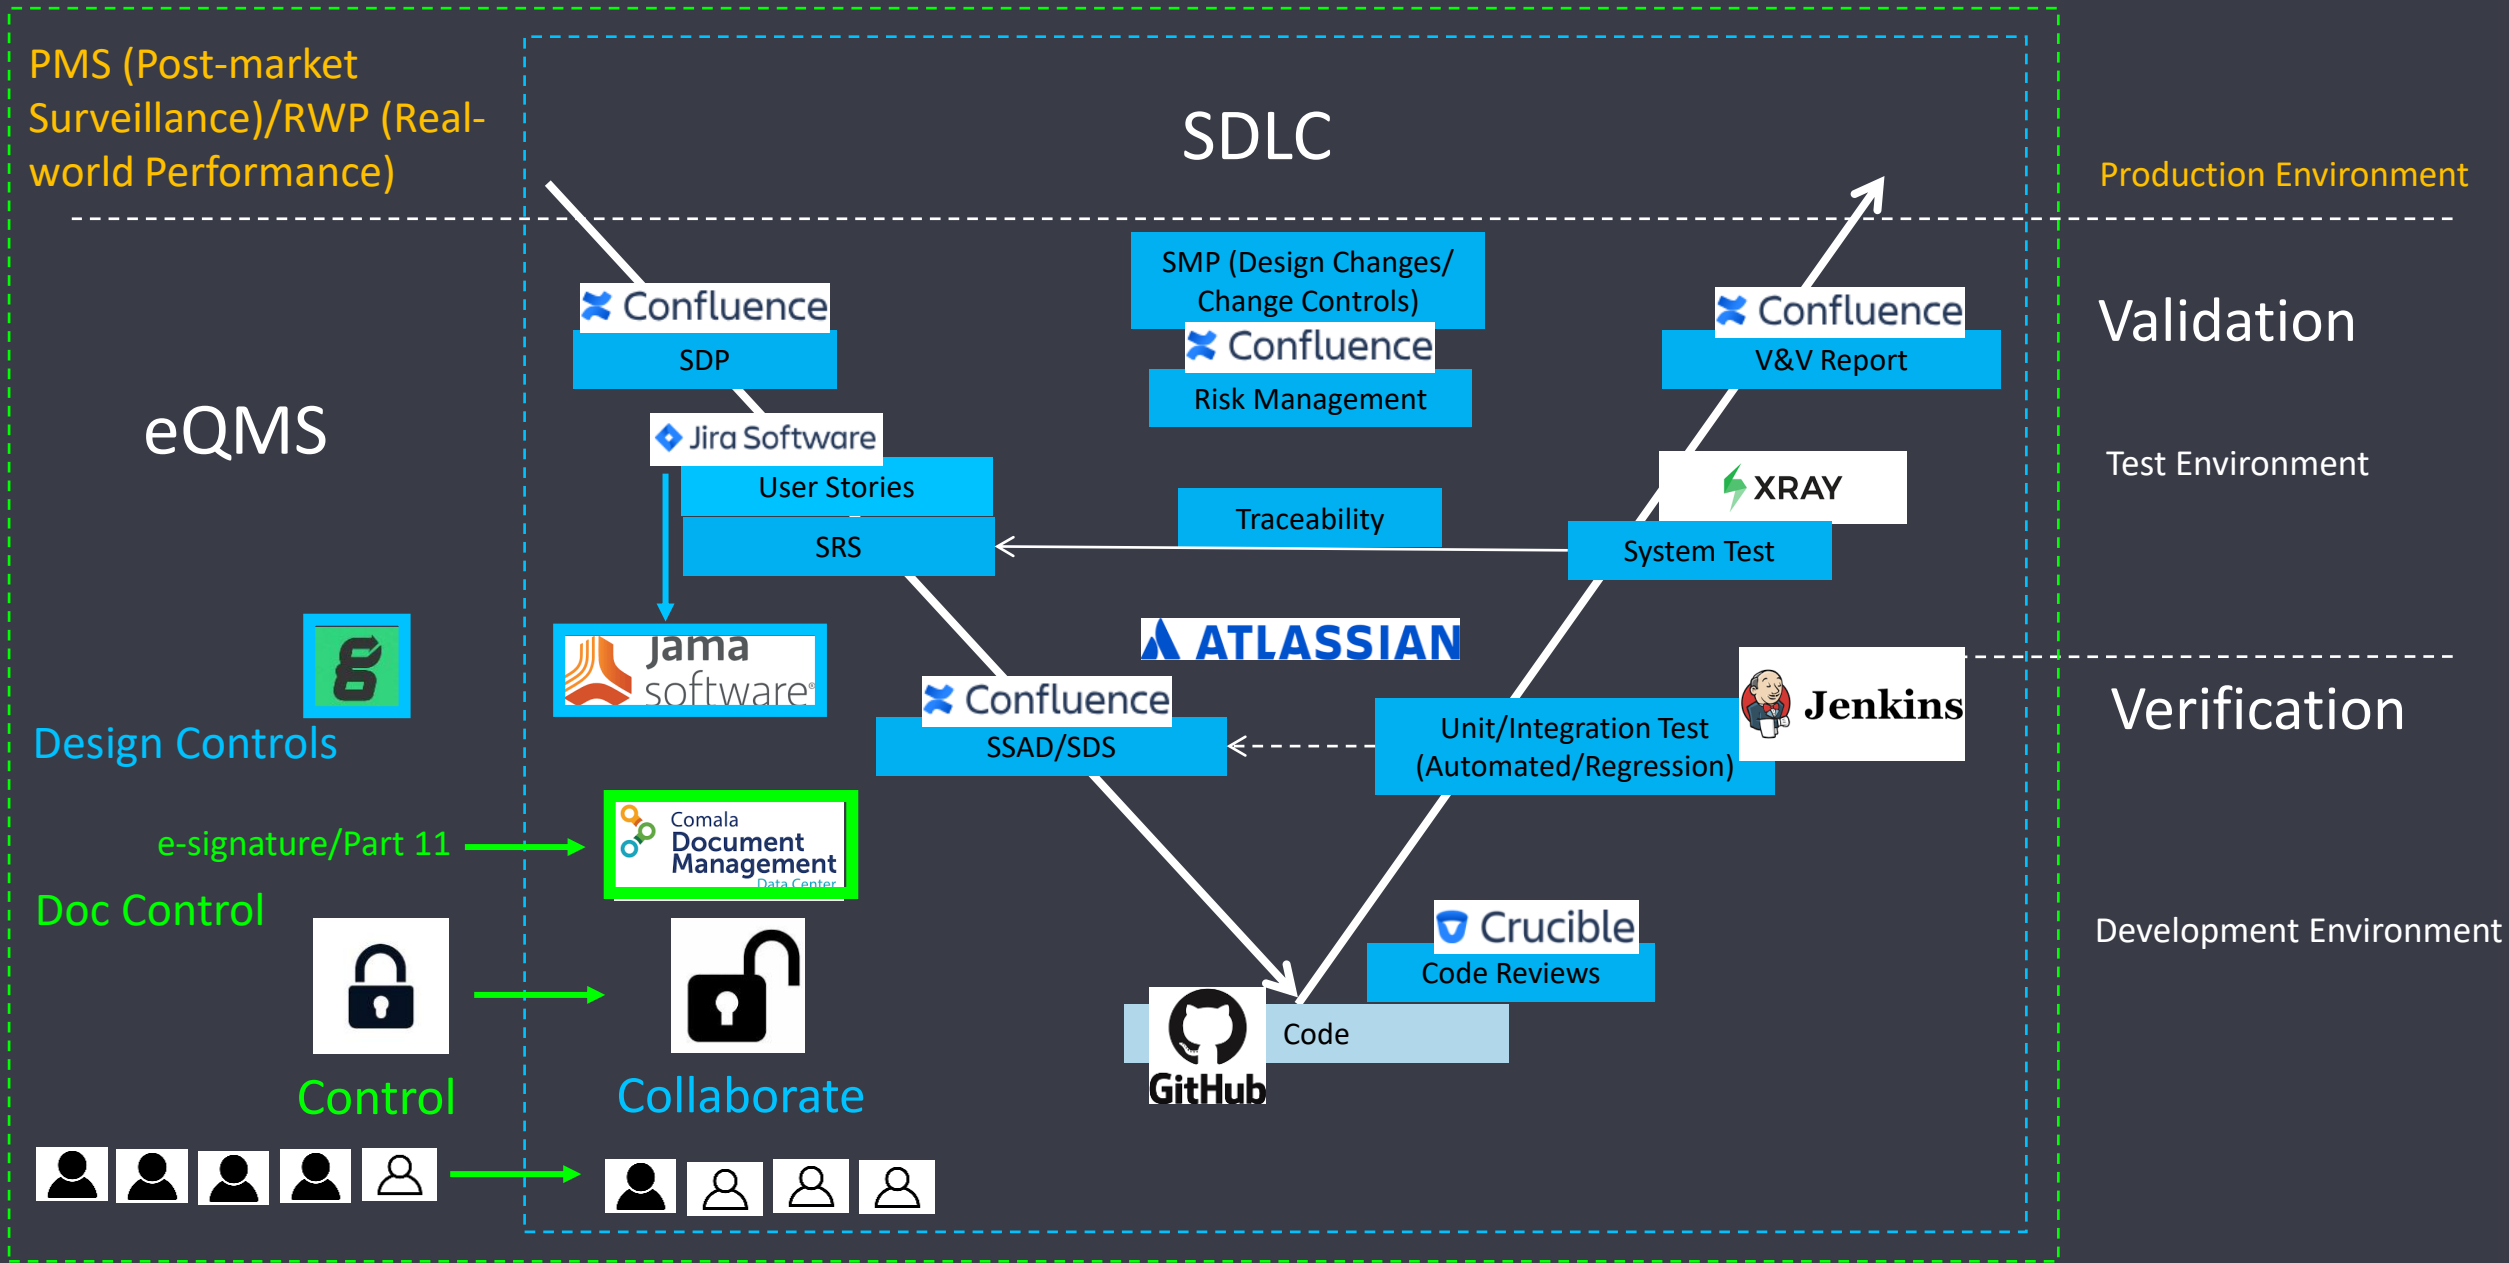 PMS (Post-market
Surveillance)/RWP (Real-
world Performance)
SDLC
Production Environment
SMP (Design Changes/
Change Controls)
Confluence
SDP
Confluence
Risk Management
Confluence
V&V Report
Validation
eQMS
Jira Software
User Stories
SRS
Traceability
XRAY
System Test
Test Environment
g
Design Controls
Jama
software®
ATLASSIAN
Confluence
SSAD/SDS
Unit/Integration Test
(Automated/Regression)
Jenkins
Verification
e-signature/Part 11
Comala
Document
Management
Data Center
Doc Control
Crucible
Code Reviews
Development Environment
Code
GitHub
Control
Collaborate